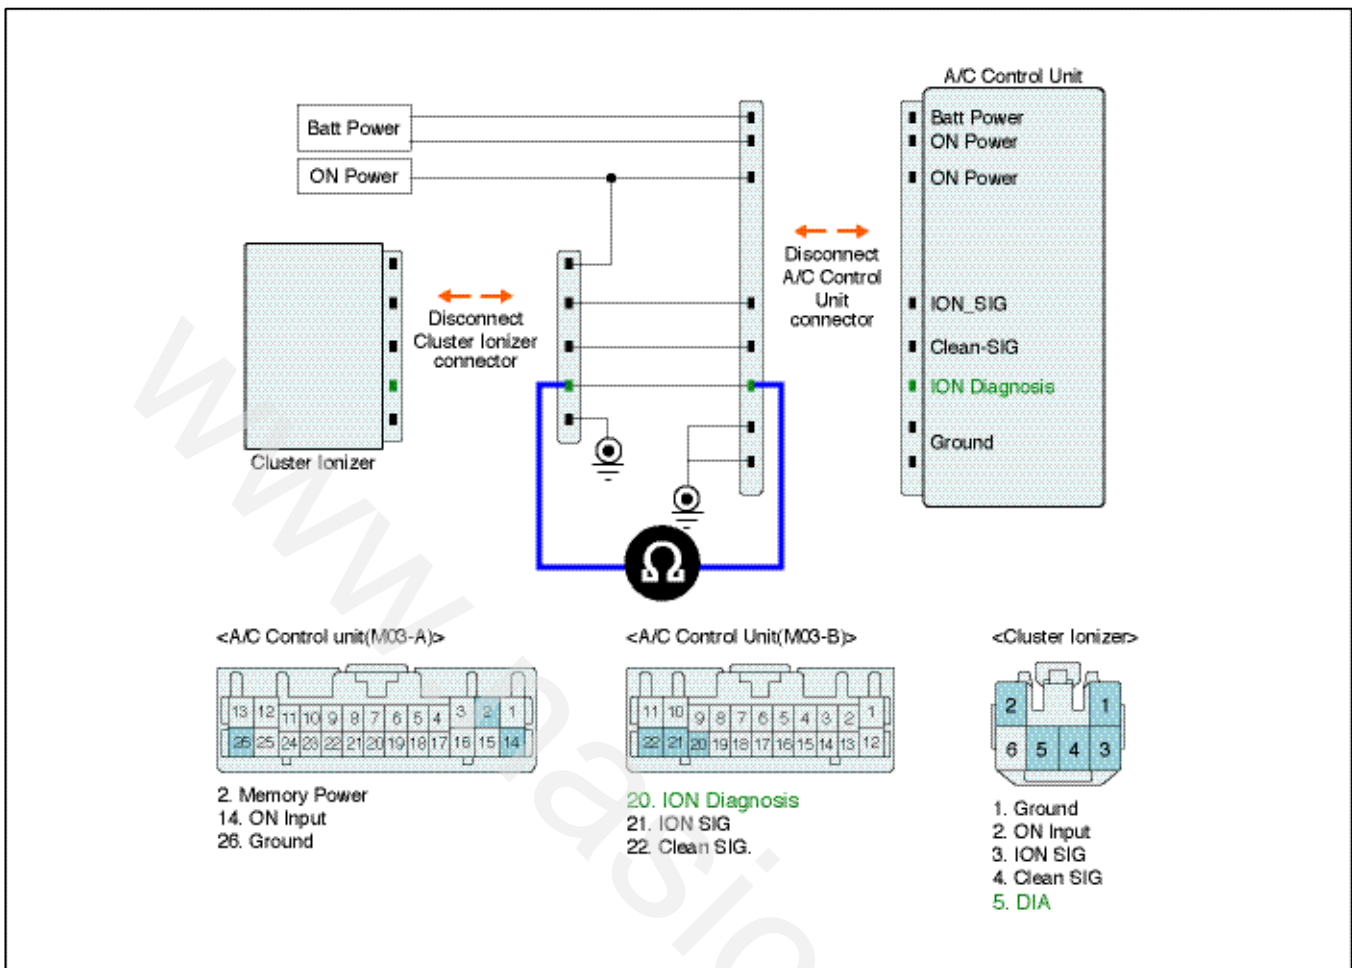 A/C Control Unit
Batt Power
ON Power
Batt Power
ON Power
ON Power
Disconnect
A/C Control
Unit
connector
Disconnect
Cluster Ionizer
connector
ION_SIG
Clean-SIG
ION Diagnosis
Ground
Cluster Ionizer
Ω
<A/C Control unit(M03-A)>
13 12 11 10 9 8 7 6 5 4 3 2 1
26 25 24 23 22 21 20 19 18 17 16 15 14
2. Memory Power
14. ON Input
26. Ground
<A/C Control Unit(M03-B)>
11 10 9 8 7 6 5 4 3 2 1
22 21 20 19 18 17 16 15 14 13 12
20. ION Diagnosis
21. ION SIG
22. Clean SIG.
<Cluster Ionizer>
2 1
6 5 4 3
1. Ground
2. ON Input
3. ION SIG
4. Clean SIG
5. DIA
www.nasio